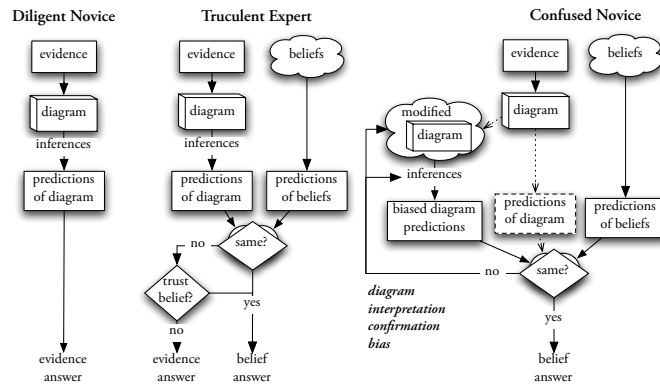 Diligent Novice
evidence
diagram
inferences
predictions
of diagram
evidence
answer
Truculent Expert
evidence
beliefs
diagram
inferences
predictions
of diagram
predictions
of beliefs
same?
no
trust
belief?
yes
no
evidence
answer
belief
answer
Confused Novice
evidence
beliefs
diagram
modified
diagram
inferences
biased diagram
predictions
predictions
of diagram
predictions
of beliefs
same?
no
diagram
interpretation
confirmation
bias
yes
belief
answer